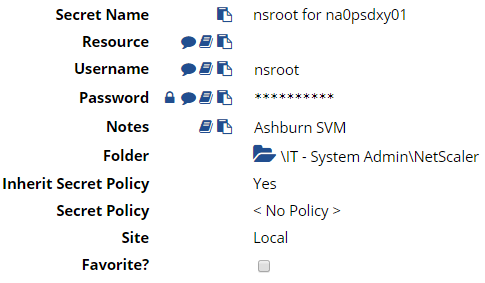 Secret Name nsroot for na0psdxy01
Resource
Username nsroot
Password **********
Notes Ashburn SVM
Folder \IT - System Admin\NetScaler
Inherit Secret Policy Yes
Secret Policy < No Policy >
Site Local
Favorite?